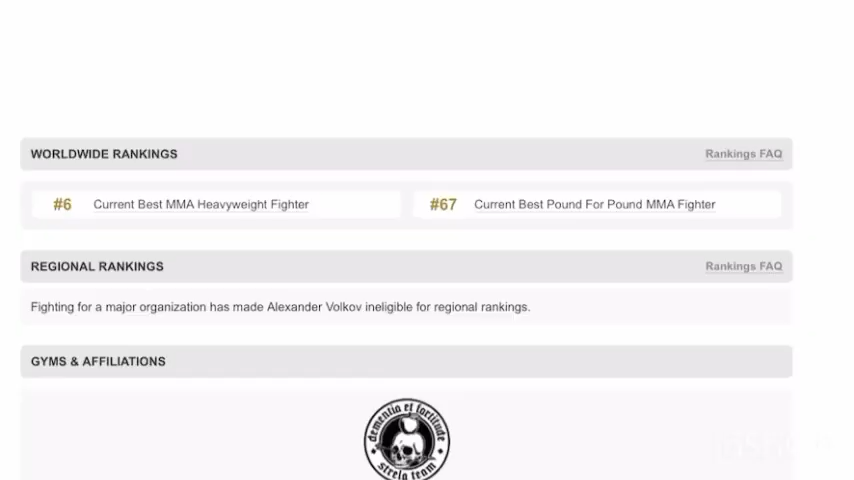 WORLDWIDE RANKINGS Rankings FAQ
#6 Current Best MMA Heavyweight Fighter #67 Current Best Pound For Pound MMA Fighter
REGIONAL RANKINGS Rankings FAQ
Fighting for a major organization has made Alexander Volkov ineligible for regional rankings.
GYMS & AFFILIATIONS
dementia et fortitude
strela team